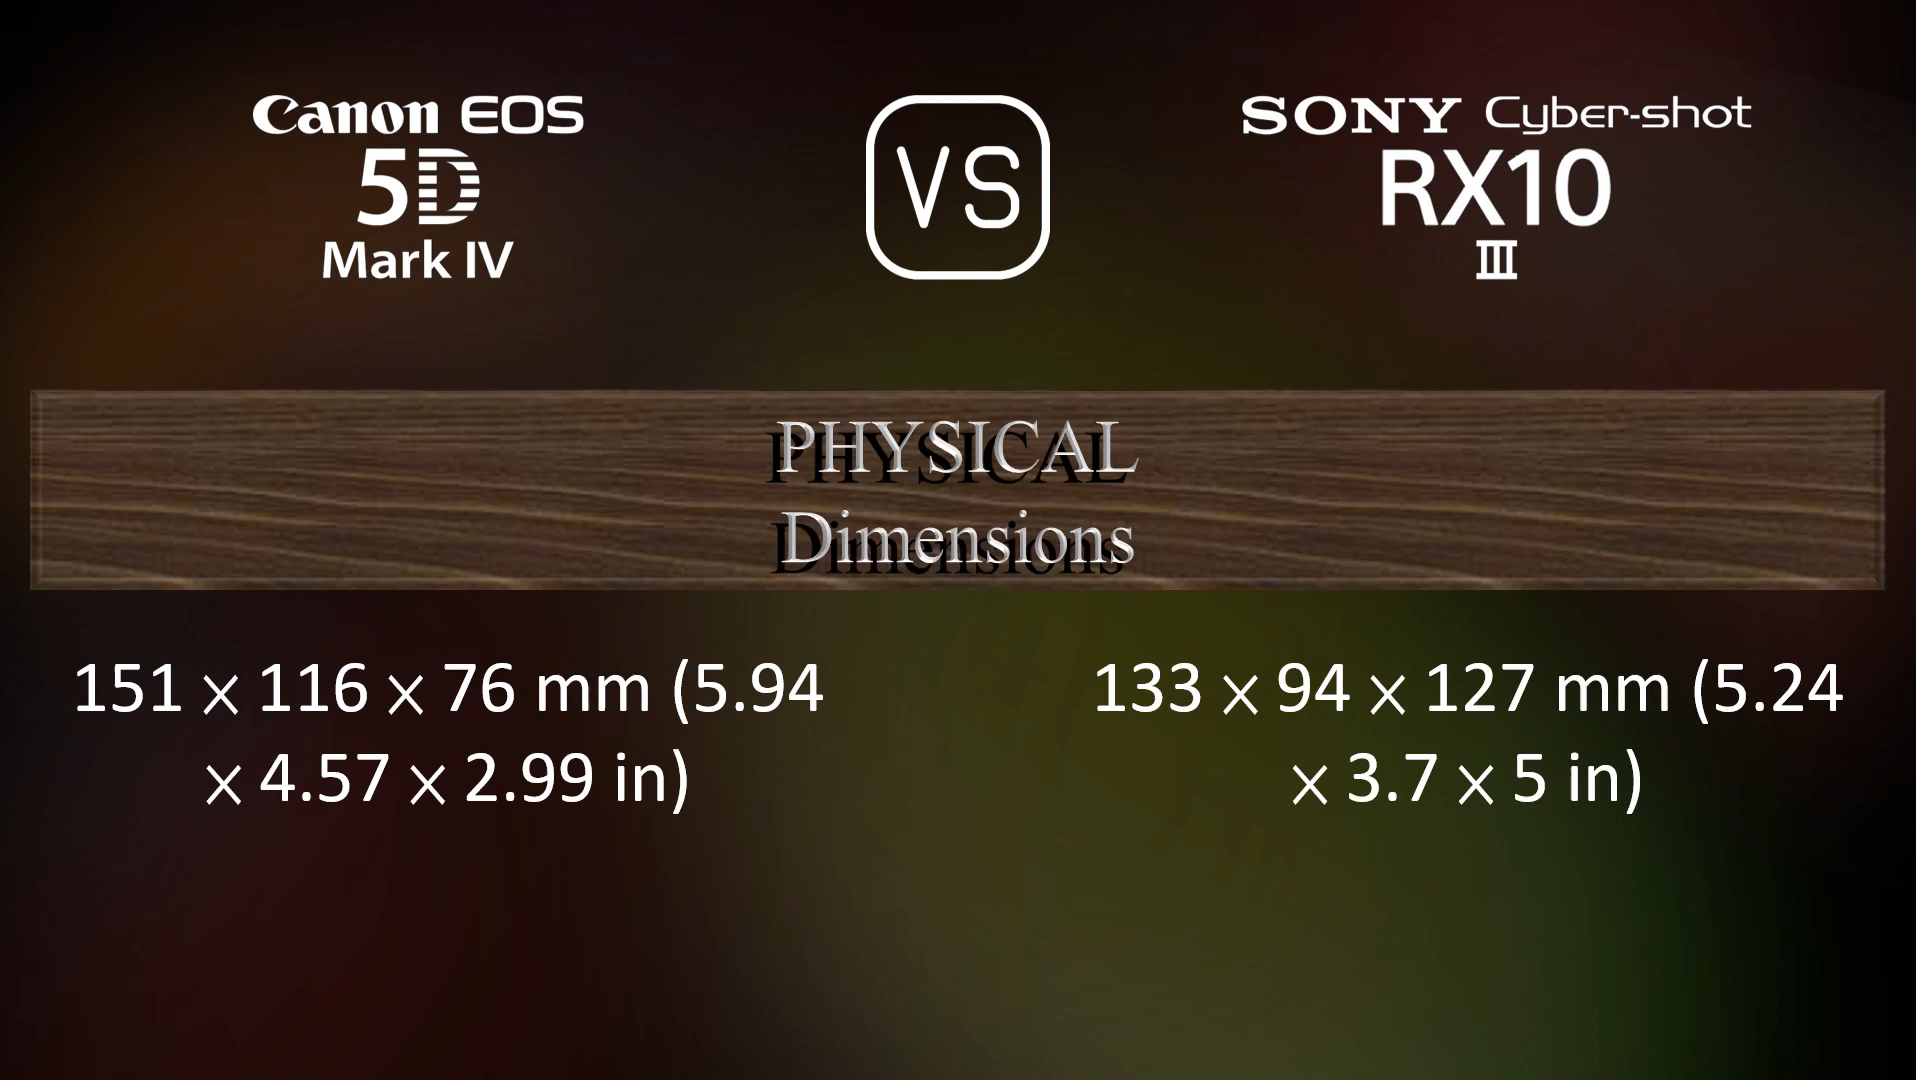 Canon EOS
5D
Mark IV
VS
SONY Cyber-shot
RX10
III
PHYSICAL
Dimensions
151 x 116 x 76 mm (5.94
x 4.57 x 2.99 in)
133 x 94 x 127 mm (5.24
x 3.7 x 5 in)